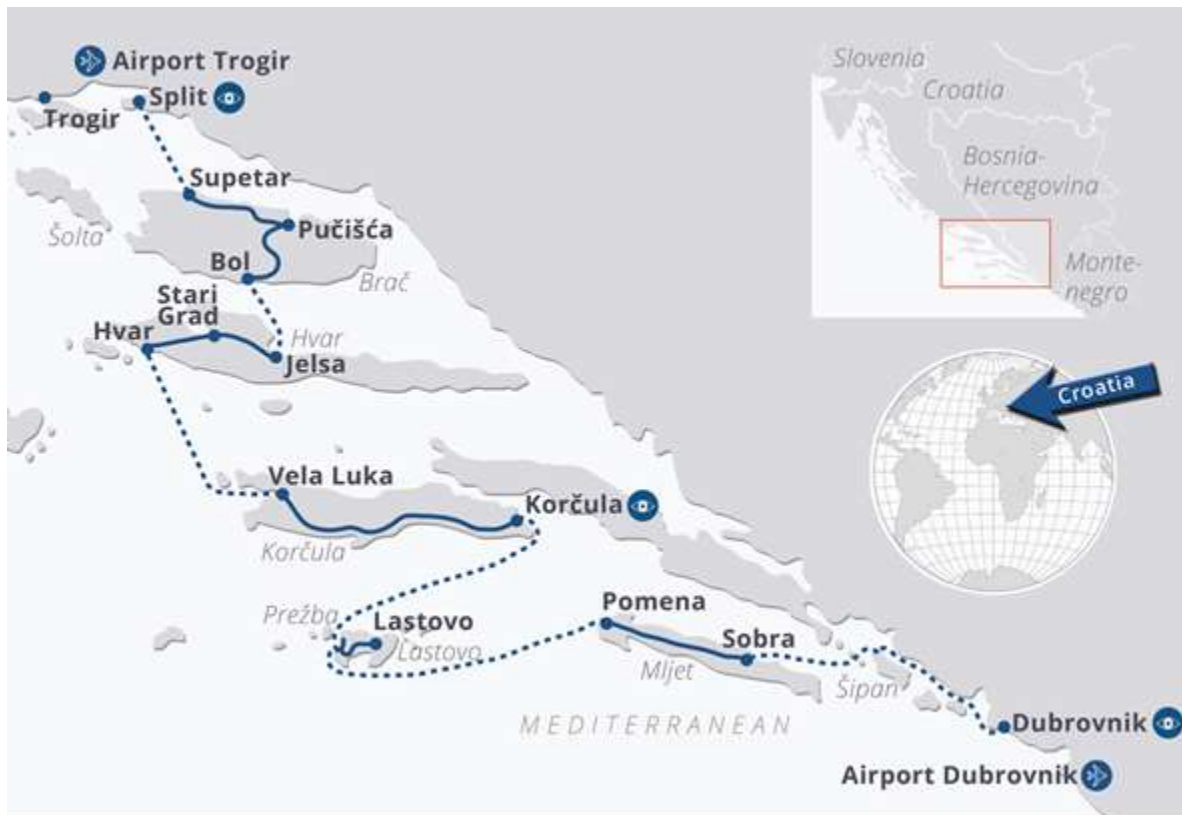 Airport Trogir
Split
Trogir
Supetar
Pučišća
Šolta
Bol
Brač
Stari
Grad
Hvar
Hvar
Jelsa
Vela Luka
Korčula
Korčula
Prežba
Lastovo
Lastovo
Pomena
Sobra
Mljet
Šipan
MEDITERRANEAN
Dubrovnik
Airport Dubrovnik
Slovenia
Croatia
Bosnia-
Hercegovina
Monte-
negro
Croatia